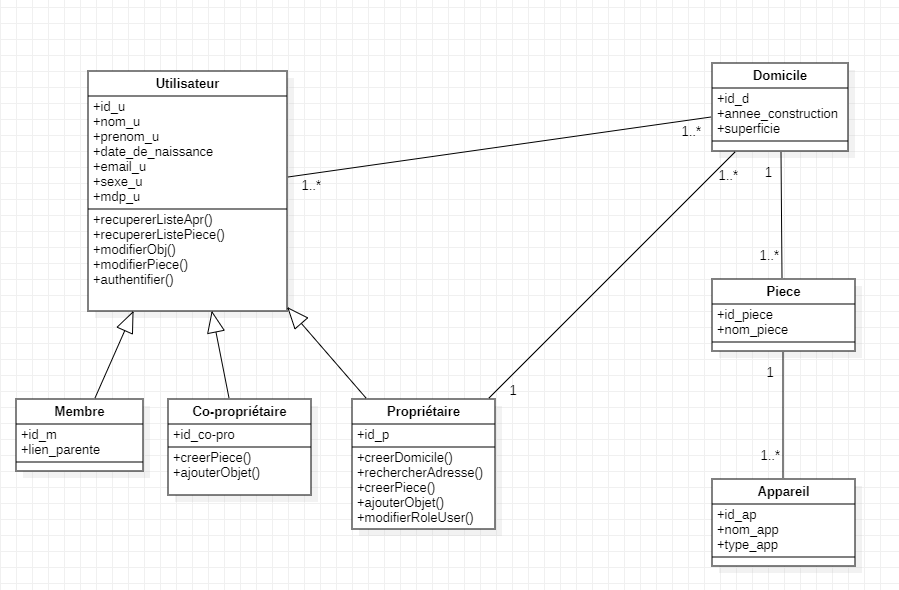 Utilisateur
+id_u
+nom_u
+prenom_u
+date_de_naissance
+email_u
+sexe_u
+mdp_u
+recupererListeApr()
+recupererListePiece()
+modifierObj()
+modifierPiece()
+authentifier()
1..*
1..*
Domicile
+id_d
+annee_construction
+superficie
1..*
1
1..*
Piece
+id_piece
+nom_piece
1
1..*
Appareil
+id_ap
+nom_app
+type_app
Membre
+id_m
+lien_parente
Co-propriétaire
+id_co-pro
+creerPiece()
+ajouterObjet()
1
Propriétaire
+id_p
+creerDomicile()
+rechercherAdresse()
+creerPiece()
+ajouterObjet()
+modifierRoleUser()